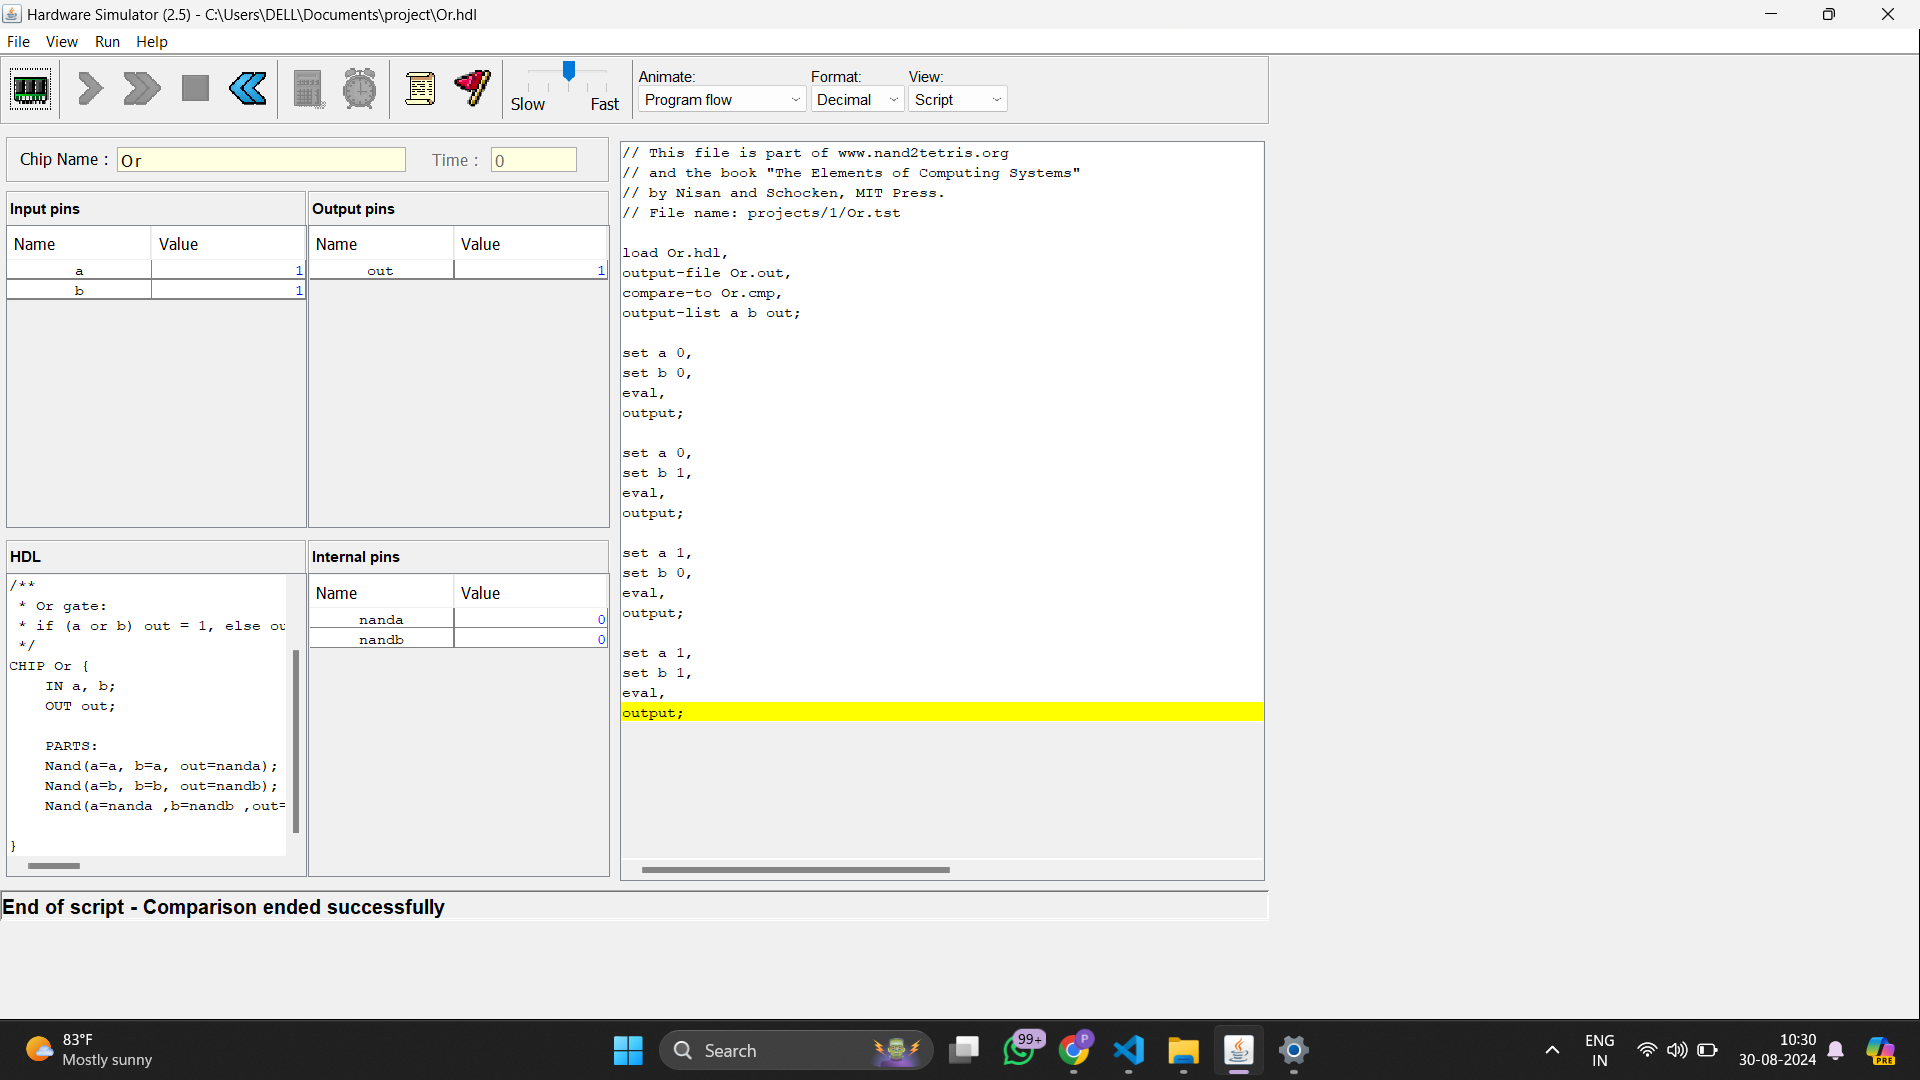 Hardware Simulator (2.5) - C:\Users\DELL\Documents\project\Or.hdl
File View Run Help
Slow Fast
Animate: Format: View:
Program flow Decimal Script
Chip Name : Or Time : 0
Input pins
Name Value
a 1
b 1
Output pins
Name Value
out 1
HDL
/**
* Or gate:
* if (a or b) out = 1, else ou
*/
CHIP Or {
IN a, b;
OUT out;
PARTS:
Nand(a=a, b=a, out=nanda);
Nand(a=b, b=b, out=nandb);
Nand(a=nanda ,b=nandb ,out=
}
Internal pins
Name Value
nanda 0
nandb 0
// This file is part of www.nand2tetris.org
// and the book "The Elements of Computing Systems"
// by Nisan and Schocken, MIT Press.
// File name: projects/1/Or.tst
load Or.hdl,
output-file Or.out,
compare-to Or.cmp,
output-list a b out;
set a 0,
set b 0,
eval,
output;
set a 0,
set b 1,
eval,
output;
set a 1,
set b 0,
eval,
output;
set a 1,
set b 1,
eval,
output;
End of script - Comparison ended successfully
83°F
Mostly sunny
Search
99+
P
ENG
IN
10:30
30-08-2024
PRE